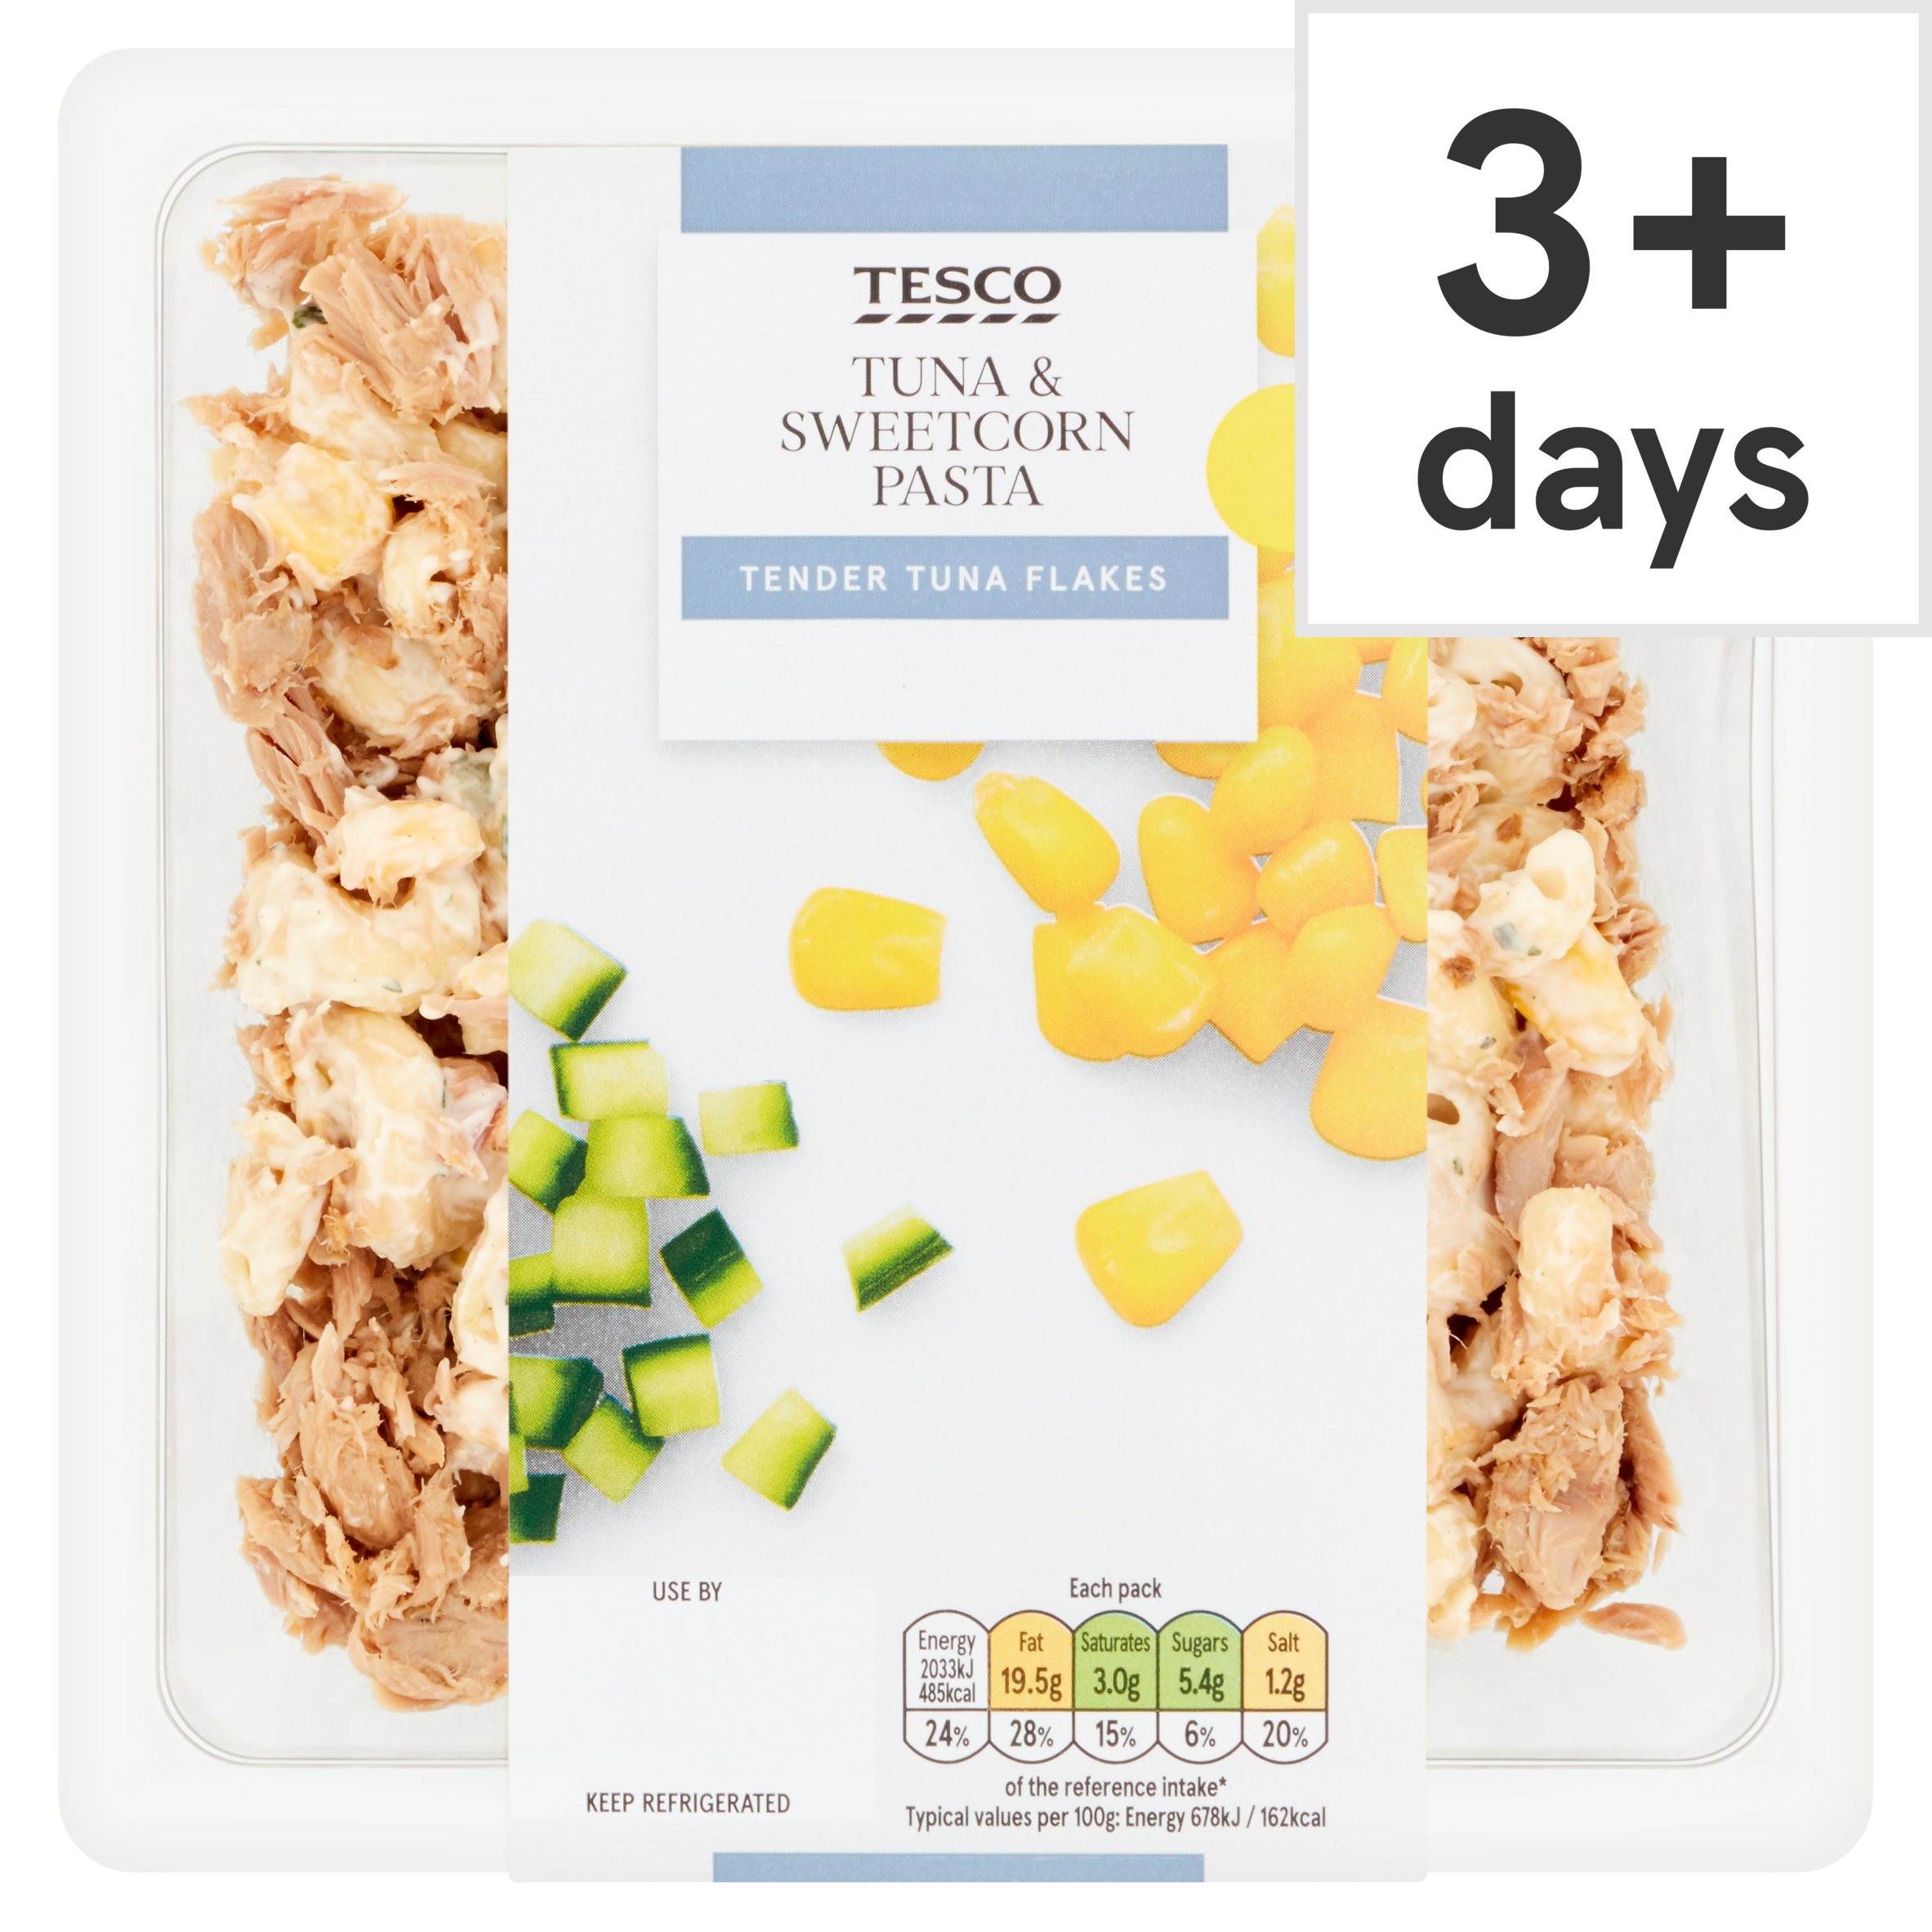 3+
days
TESCO
TUNA &
SWEETCORN
PASTA
TENDER TUNA FLAKES
USE BY
KEEP REFRIGERATED
Each pack
Energy 2033kJ 485kcal 24%
Fat 19.5g 28%
Saturates 3.0g 15%
Sugars 5.4g 6%
Salt 1.2g 20%
of the reference intake*
Typical values per 100g: Energy 678kJ / 162kcal